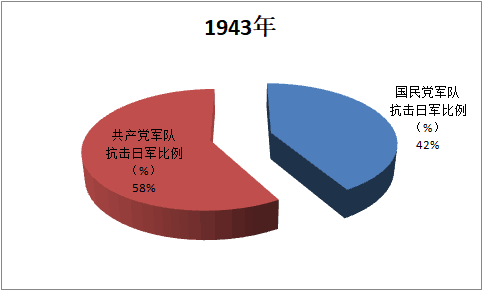 1943年
国民党军队
抗击日军比例
（%）
42%
共产党军队
抗击日军比例
（%）
58%